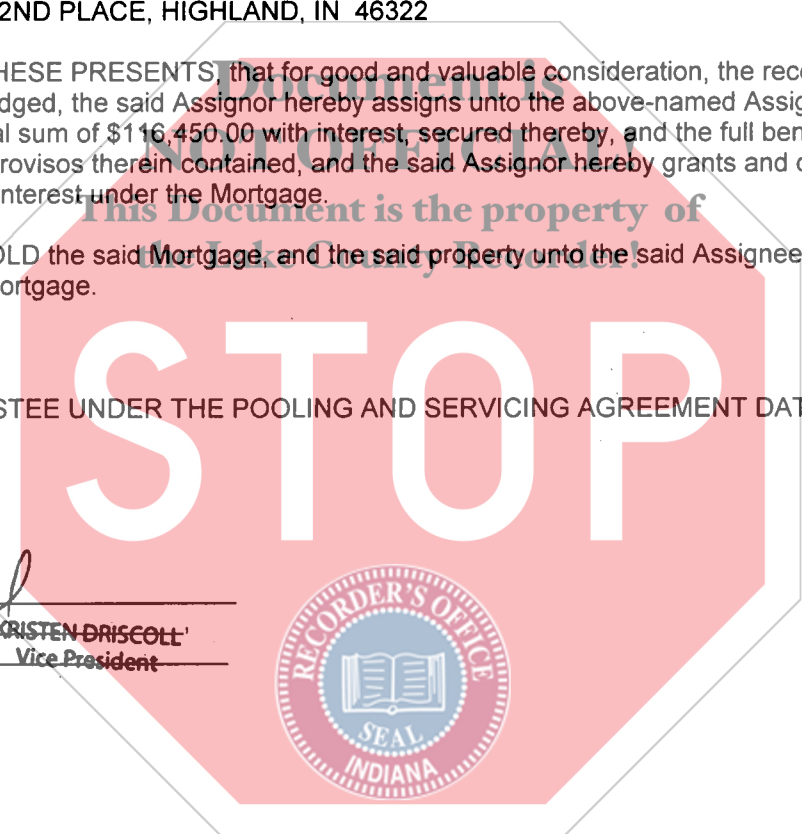 2ND PLACE, HIGHLAND, IN 46322
HESE PRESENTS, that for good and valuable consideration, the rece
dged, the said Assignor hereby assigns unto the above-named Assig
al sum of $116,450.00 with interest, secured thereby, and the full ben
rovisos therein contained, and the said Assignor hereby grants and c
interest under the Mortgage.
OLD the said Mortgage, and the said property unto the said Assignee
ortgage.
Document is
NOT OFFICIAL!
This Document is the property of
the Lake County Recorder!
STOP
STEE UNDER THE POOLING AND SERVICING AGREEMENT DAT
KRISTEN DRISCOLL
Vice President
RECORDER'S OFFICE
SEAL
INDIANA